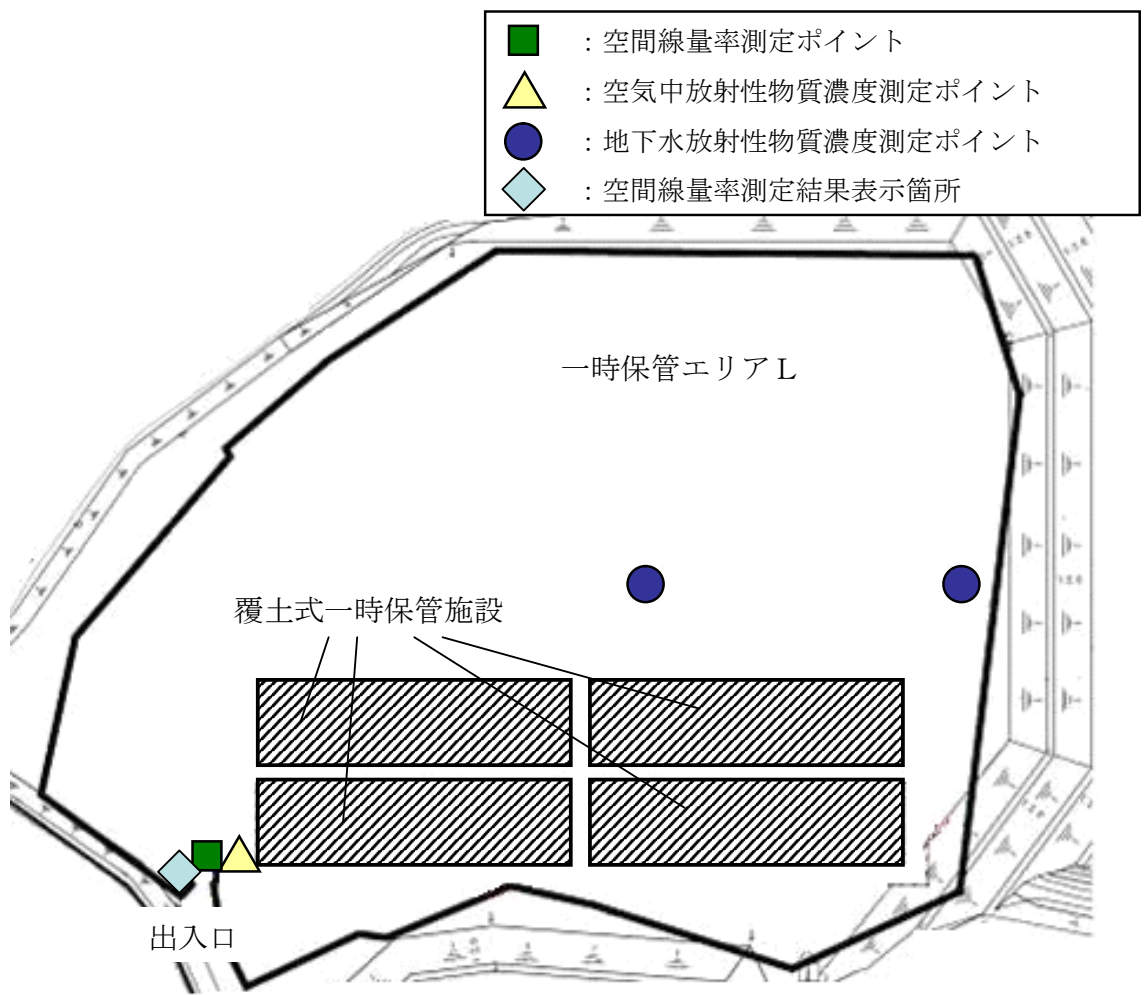 ：空間線量率測定ポイント
：空気中放射性物質濃度測定ポイント
：地下水放射性物質濃度測定ポイント
：空間線量率測定結果表示箇所
一時保管エリアＬ
覆土式一時保管施設
出入口